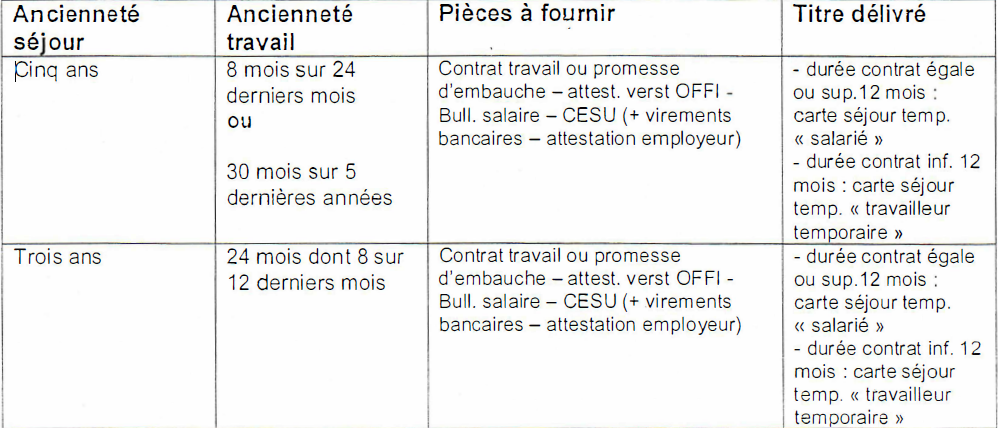 Ancienneté séjour
Ancienneté travail
Pièces à fournir
Titre délivré
Cinq ans
8 mois sur 24
derniers mois
ou
30 mois sur 5
dernières années
Contrat travail ou promesse
d'embauche – attest. verst OFFI -
Bull. salaire – CESU (+ virements
bancaires – attestation employeur)
- durée contrat égale
ou sup.12 mois :
carte séjour temp.
« salarié »
- durée contrat inf. 12
mois : carte séjour
temp. « travailleur
temporaire »
Trois ans
24 mois dont 8 sur
12 derniers mois
Contrat travail ou promesse
d'embauche – attest. verst OFFI -
Bull. salaire – CESU (+ virements
bancaires – attestation employeur)
- durée contrat égale
ou sup.12 mois :
carte séjour temp.
« salarié »
- durée contrat inf. 12
mois : carte séjour
temp. « travailleur
temporaire »